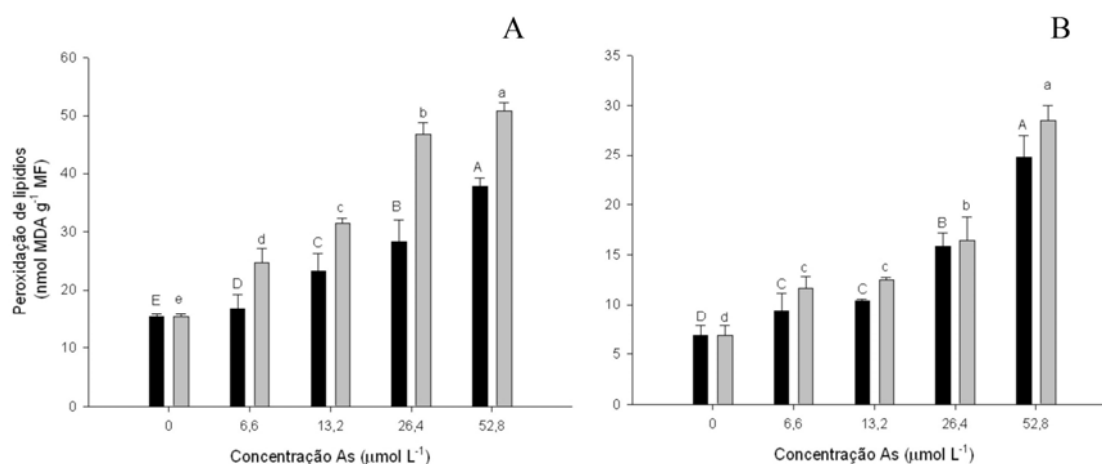 A
60
50
40
30
20
10
0
Peroxidação de lipídios
(nmol MDA g⁻¹ MF)
E e
D d
C c
B b
A a
0 6,6 13,2 26,4 52,8
Concentração As (μmol L⁻¹)
B
35
30
25
20
15
10
5
0
D d
C c
C c
B b
A a
0 6,6 13,2 26,4 52,8
Concentração As (μmol L⁻¹)